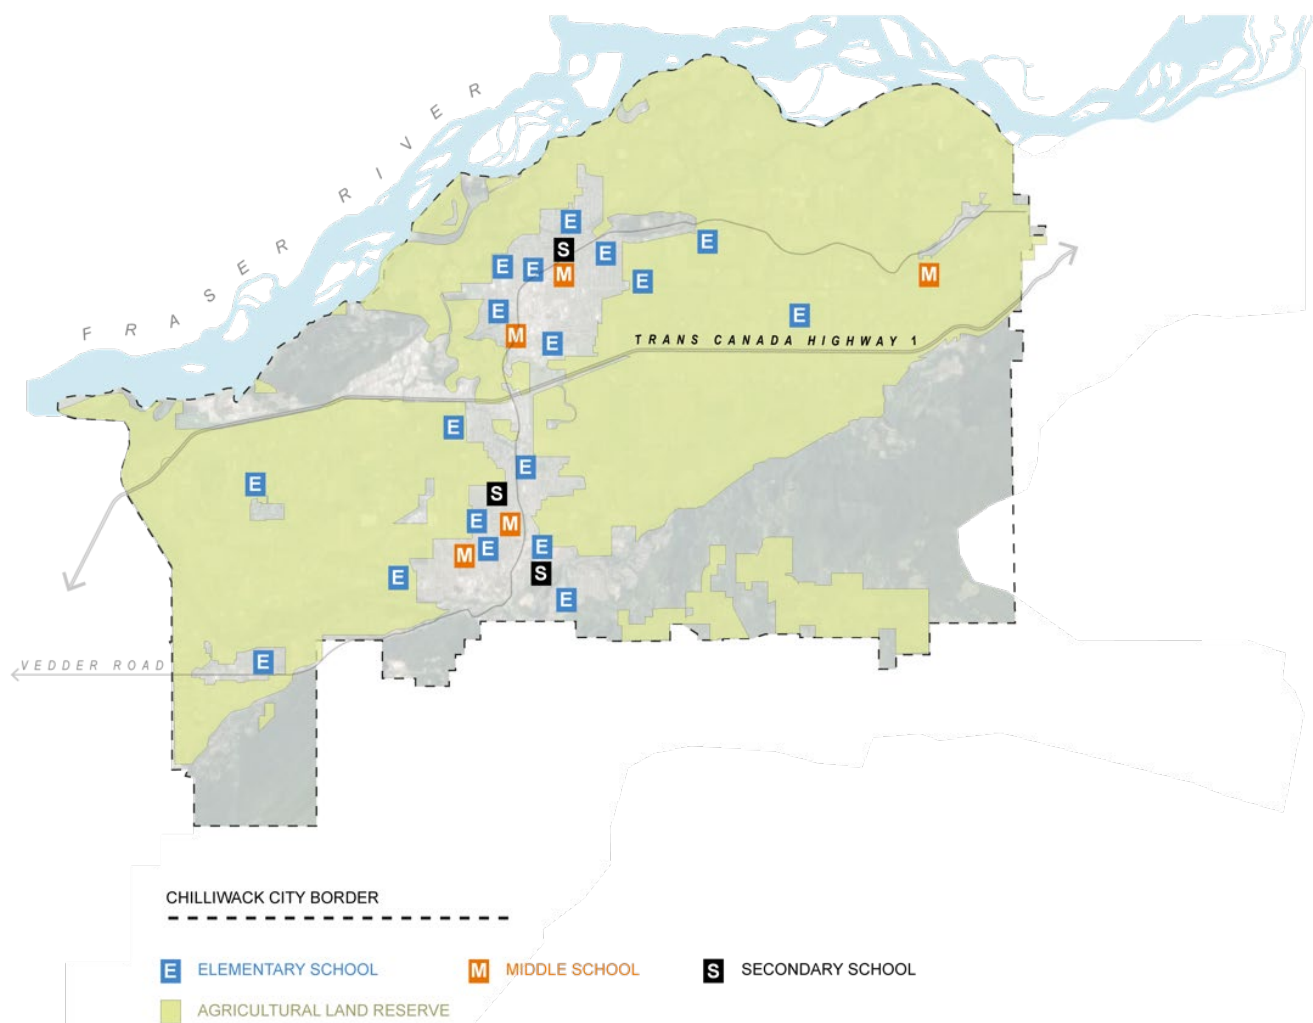 FRASER RIVER
E
S
E
E
E
E
M
E
M
E
E
E
M
E
TRANS CANADA HIGHWAY 1
E
E
E
S
E
M
E
E
M
E
S
E
E
VEDDER ROAD
CHILLIWACK CITY BORDER
E ELEMENTARY SCHOOL M MIDDLE SCHOOL S SECONDARY SCHOOL
AGRICULTURAL LAND RESERVE